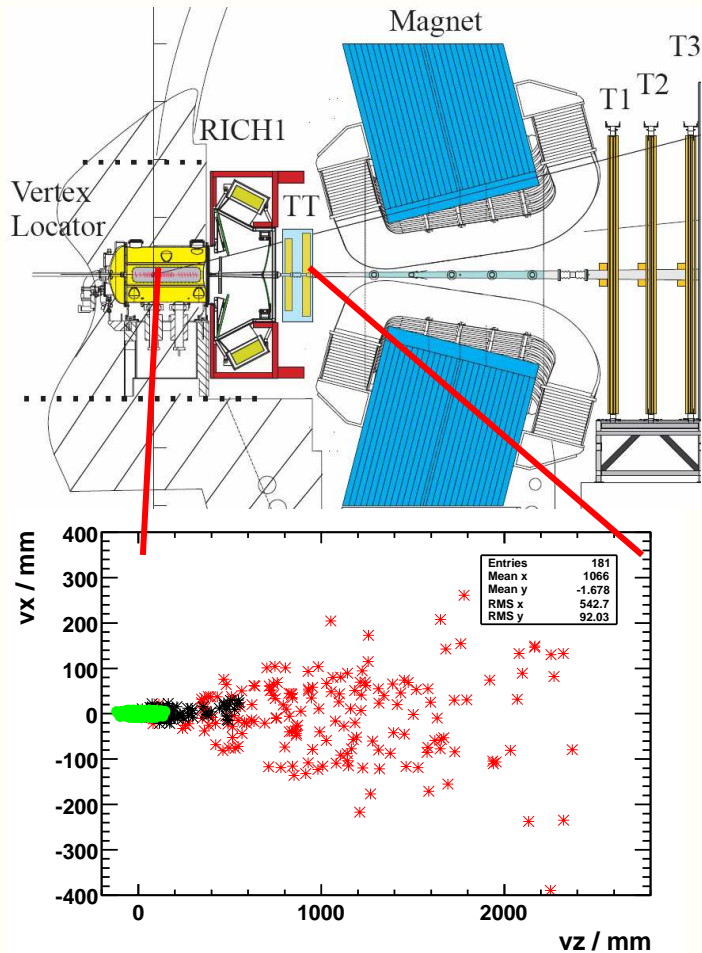 Magnet
T3
T2
T1
RICH1
TT
Vertex
Locator
vx / mm
400
300
200
100
0
-100
-200
-300
-400
Entries 181
Mean x 1066
Mean y -1.678
RMS x 542.7
RMS y 92.03
0 1000 2000
vz / mm